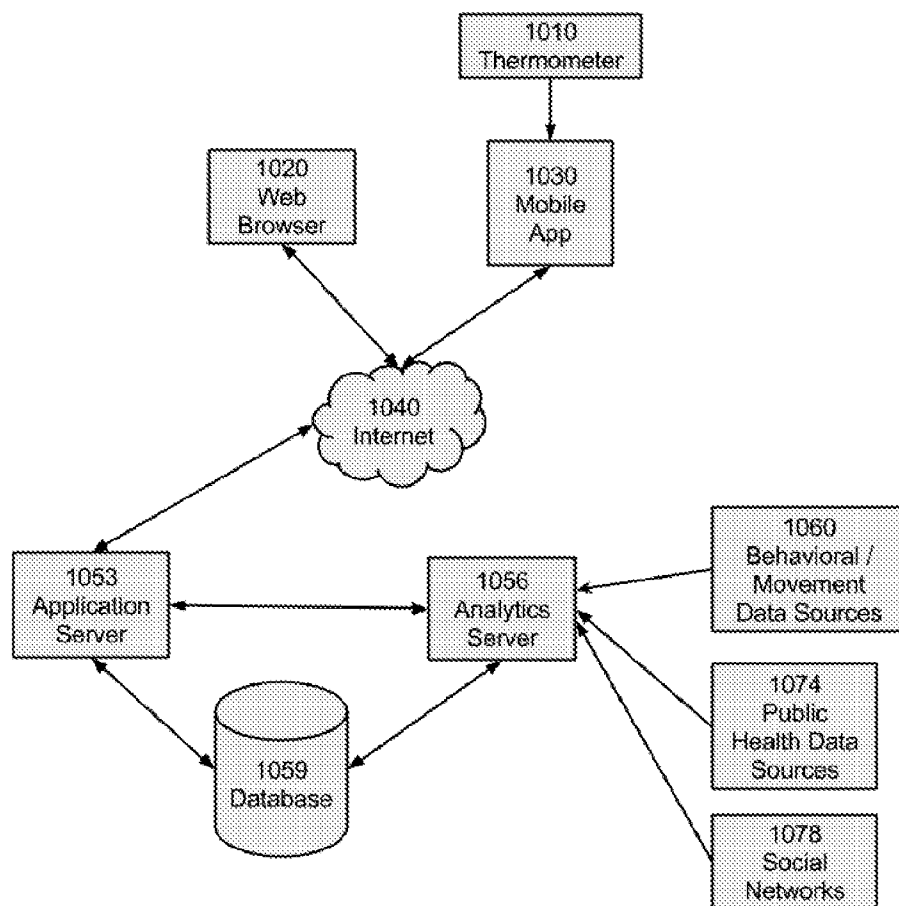 1010
Thermometer
1020
Web
Browser
1030
Mobile
App
1040
Internet
1053
Application
Server
1056
Analytics
Server
1059
Database
1060
Behavioral /
Movement
Data Sources
1074
Public
Health Data
Sources
1078
Social
Networks